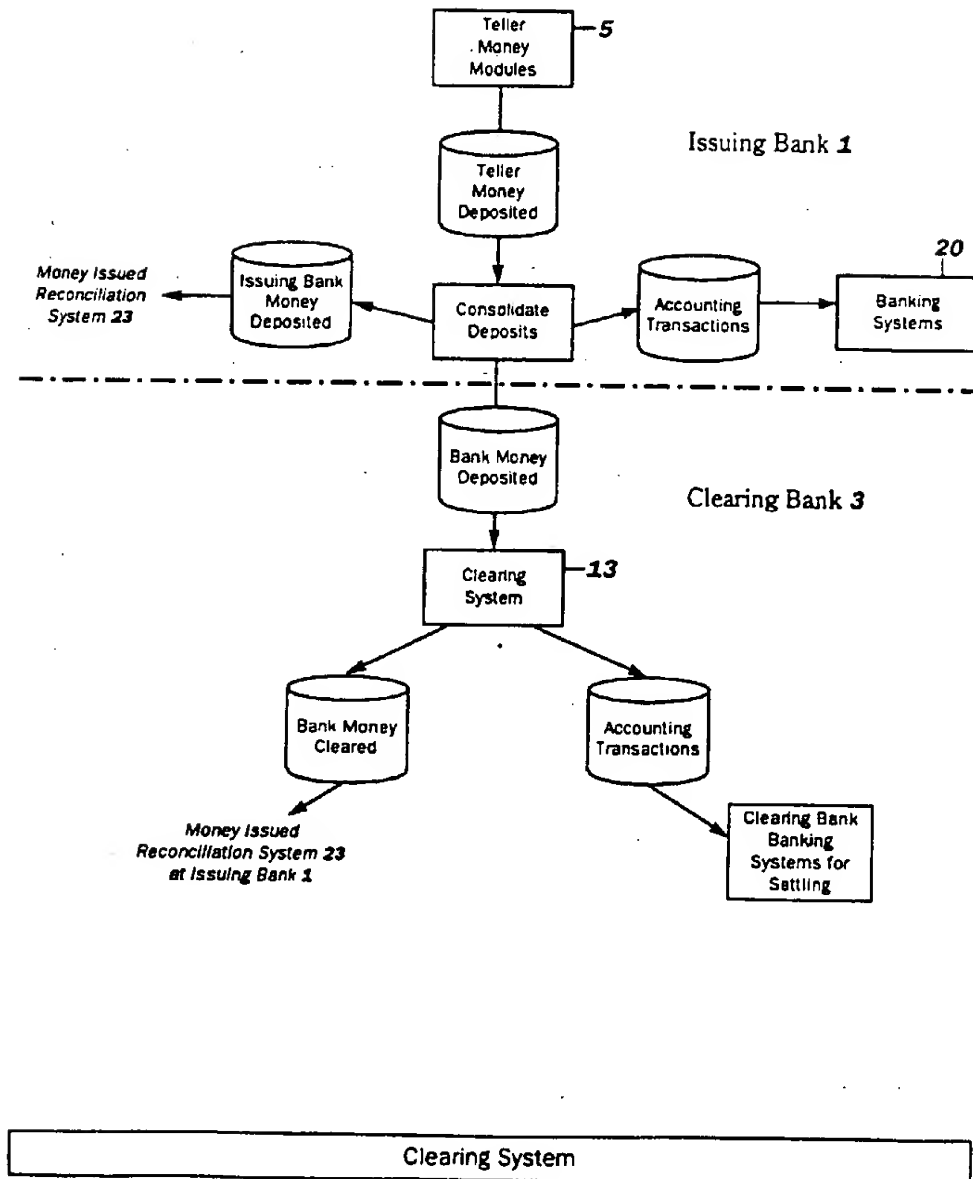 Teller
Money
Modules
5
Issuing Bank 1
Teller
Money
Deposited
20
Money Issued
Reconciliation
System 23
Issuing Bank
Money
Deposited
Consolidate
Deposits
Accounting
Transactions
Banking
Systems
Bank Money
Deposited
Clearing Bank 3
Clearing
System
13
Bank Money
Cleared
Accounting
Transactions
Money Issued
Reconciliation System 23
at Issuing Bank 1
Clearing Bank
Banking
Systems for
Settling
Clearing System